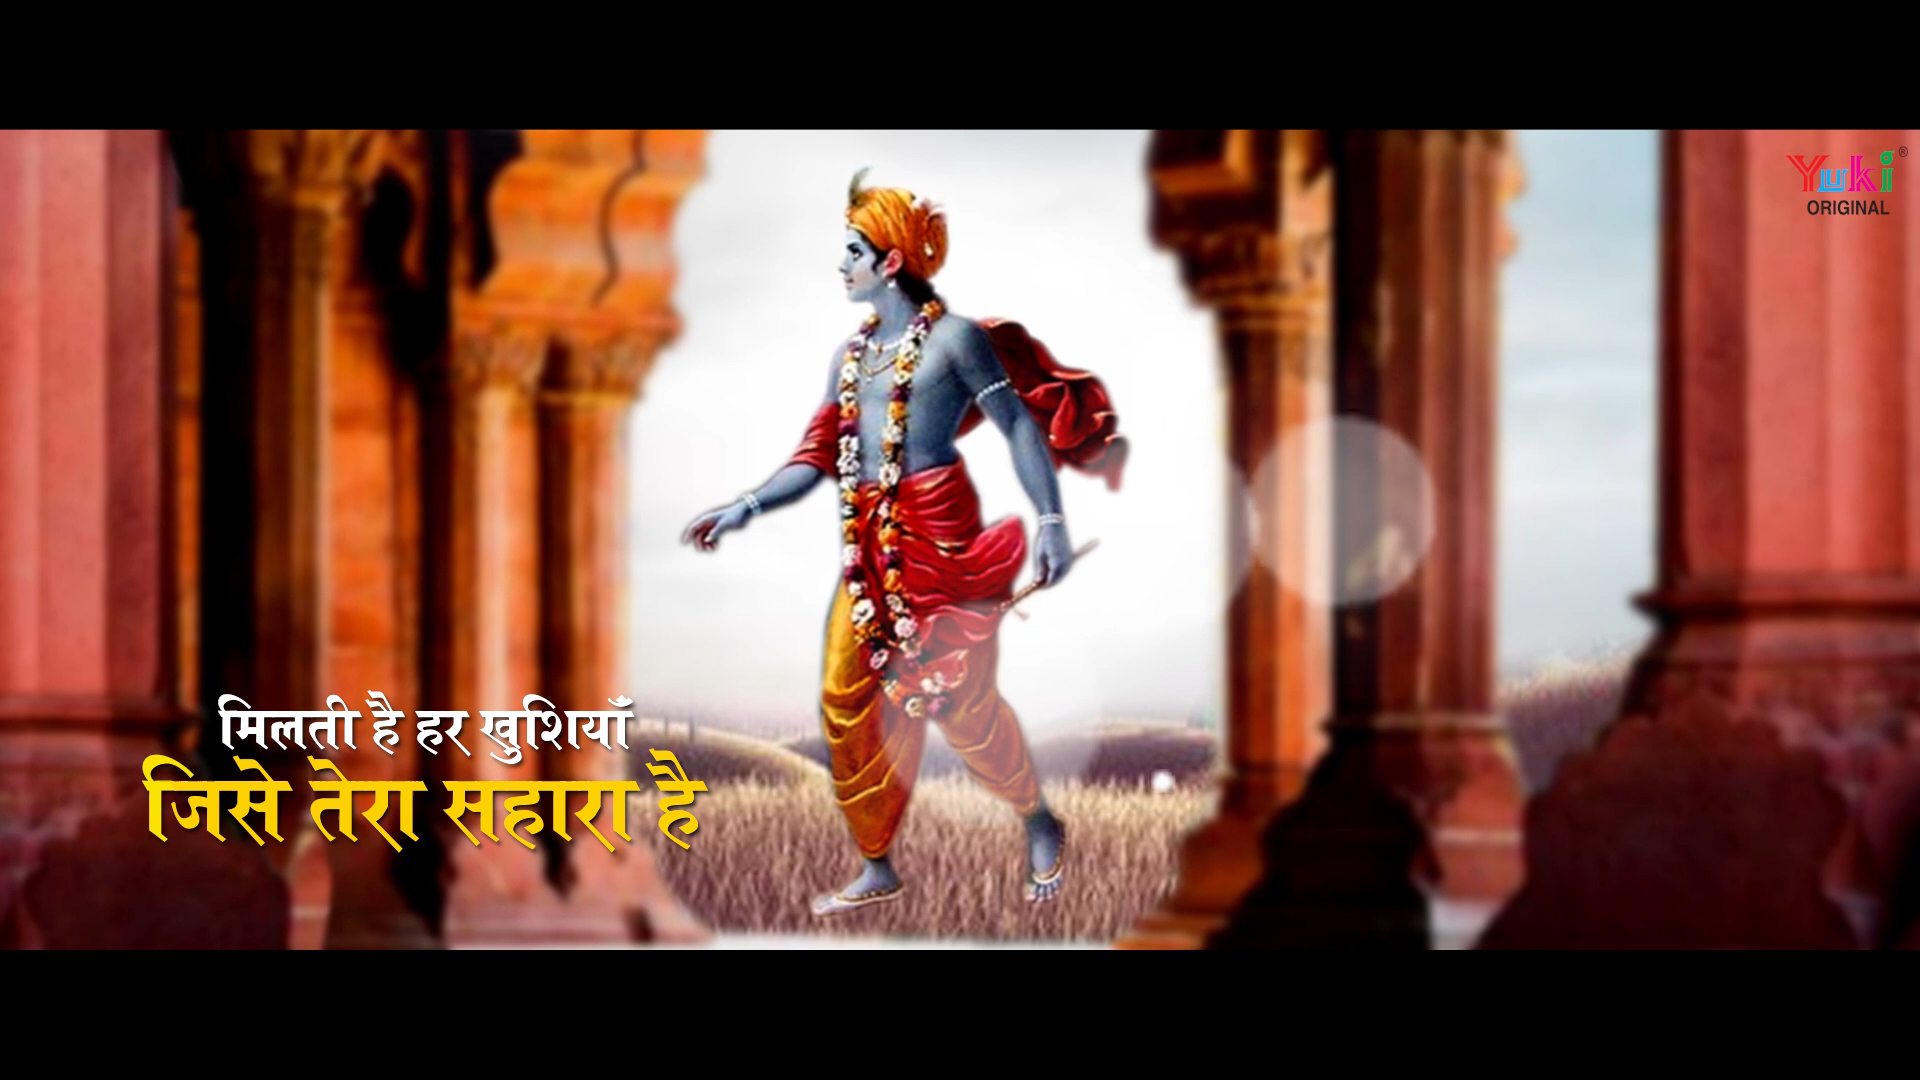 Yuki®
ORIGINAL
मिलती है हर खुशियाँ
जिसे तेरा सहारा है